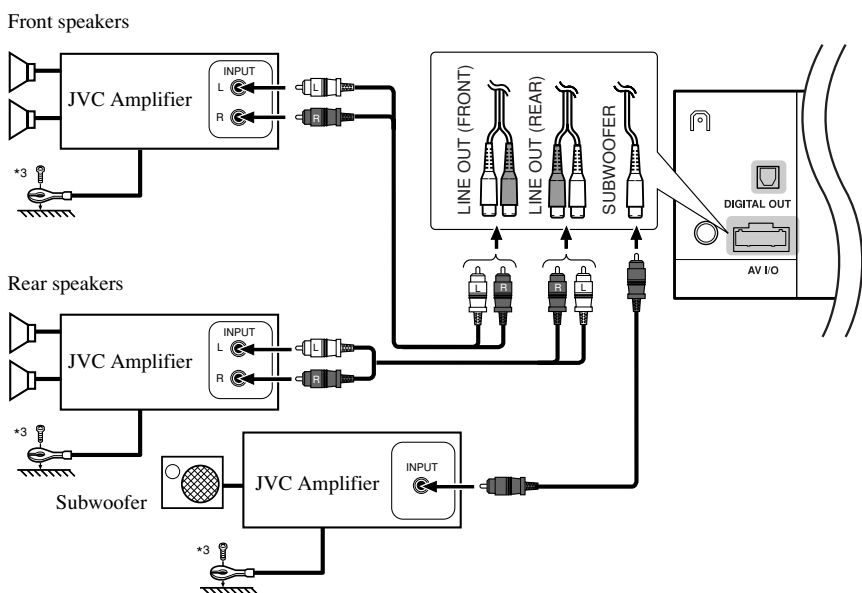 Front speakers
JVC Amplifier
INPUT
L
R
L
R
*3
LINE OUT (FRONT)
LINE OUT (REAR)
SUBWOOFER
DIGITAL OUT
AV I/O
L
R
R
L
Rear speakers
JVC Amplifier
INPUT
L
R
L
R
*3
Subwoofer
JVC Amplifier
INPUT
*3